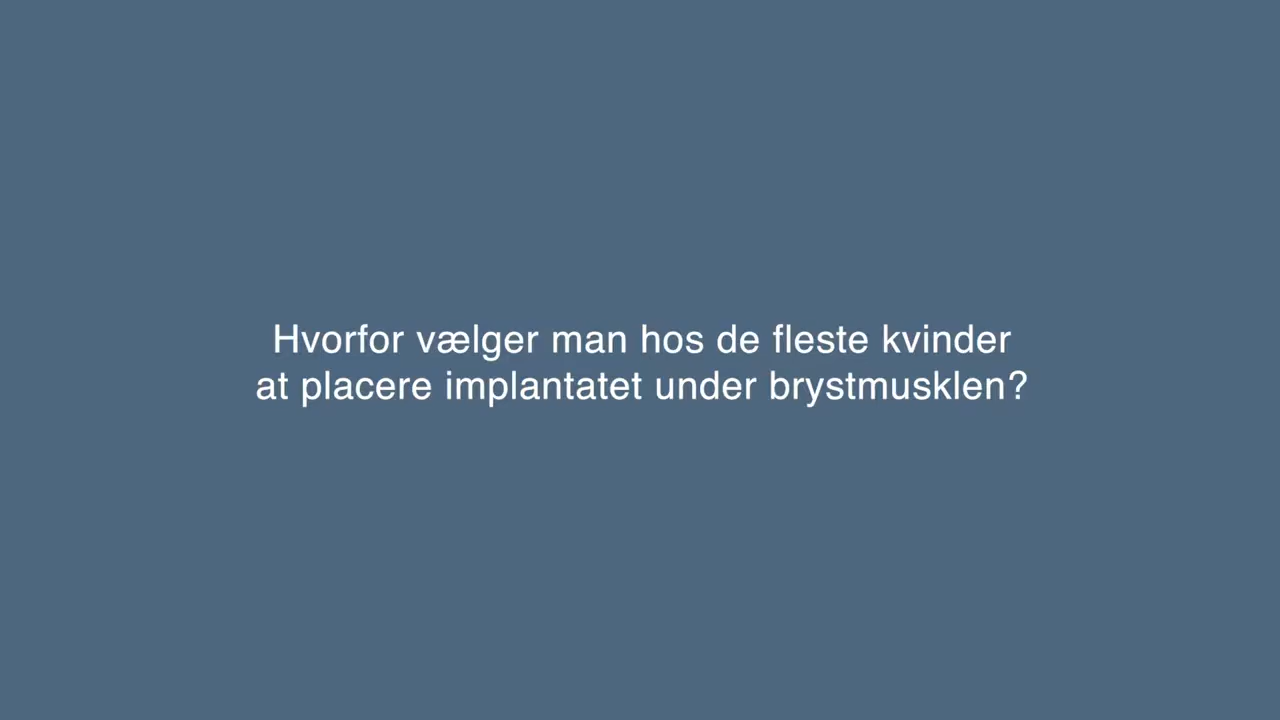 Hvorfor vælger man hos de fleste kvinder
at placere implantatet under brystmusklen?